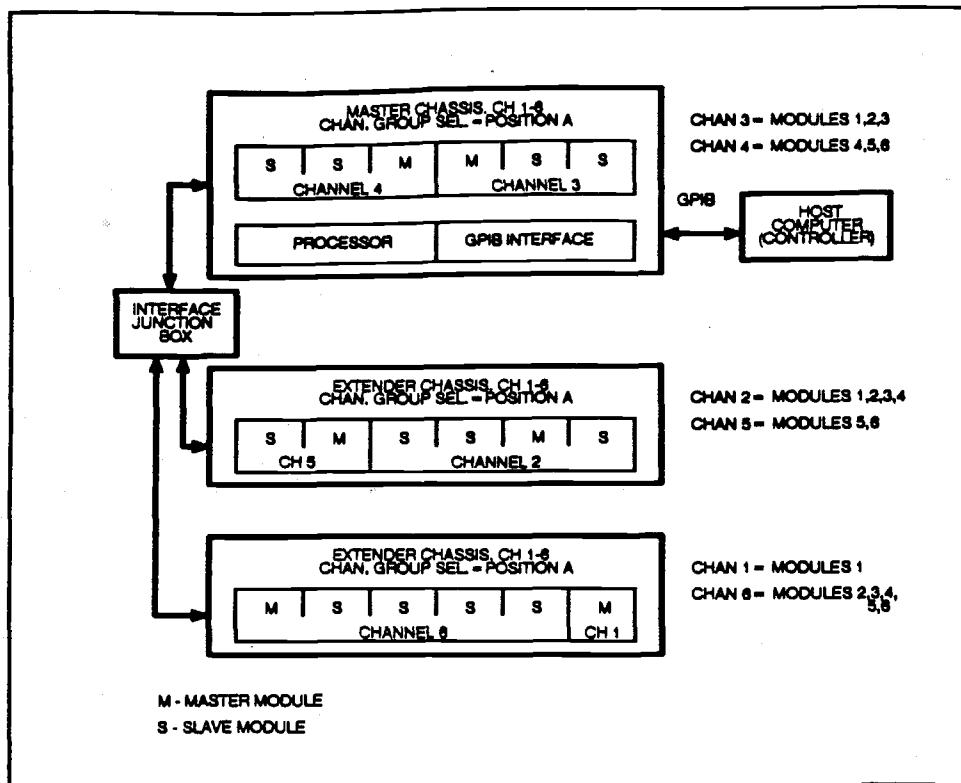 MASTER CHASSIS, CH 1-6
CHAN. GROUP SEL. = POSITION A
S S M M S S
CHANNEL 4 CHANNEL 3
PROCESSOR GPIB INTERFACE
CHAN 3 = MODULES 1,2,3
CHAN 4 = MODULES 4,5,6
GPIB
HOST
COMPUTER
(CONTROLLER)
INTERFACE
JUNCTION
BOX
EXTENDER CHASSIS, CH 1-6
CHAN. GROUP SEL. = POSITION A
S M S S M S
CH 5 CHANNEL 2
CHAN 2 = MODULES 1,2,3,4
CHAN 5 = MODULES 5,6
EXTENDER CHASSIS, CH 1-6
CHAN. GROUP SEL. = POSITION A
M S S S S M
CHANNEL 6 CH 1
CHAN 1 = MODULES 1
CHAN 6 = MODULES 2,3,4,
5,6
M - MASTER MODULE
S - SLAVE MODULE